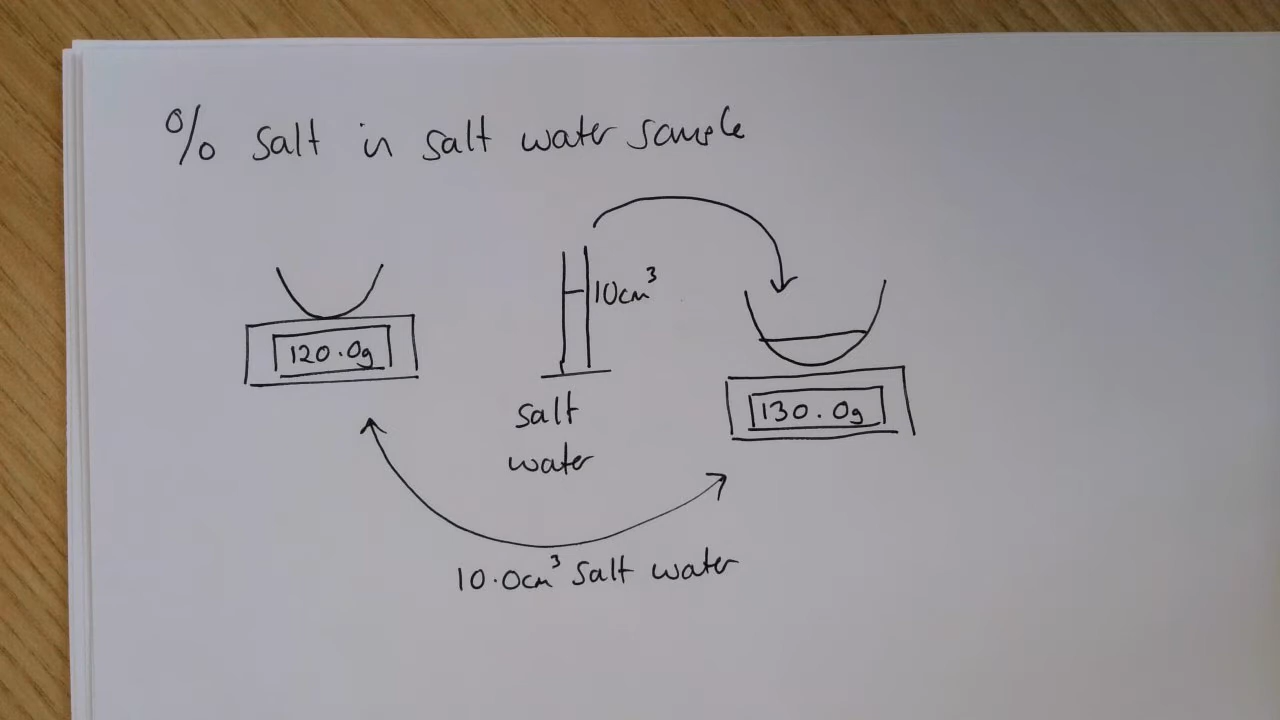 % salt in salt water sample
10cm³
120.0g
130.0g
salt
water
10.0cm³ salt water